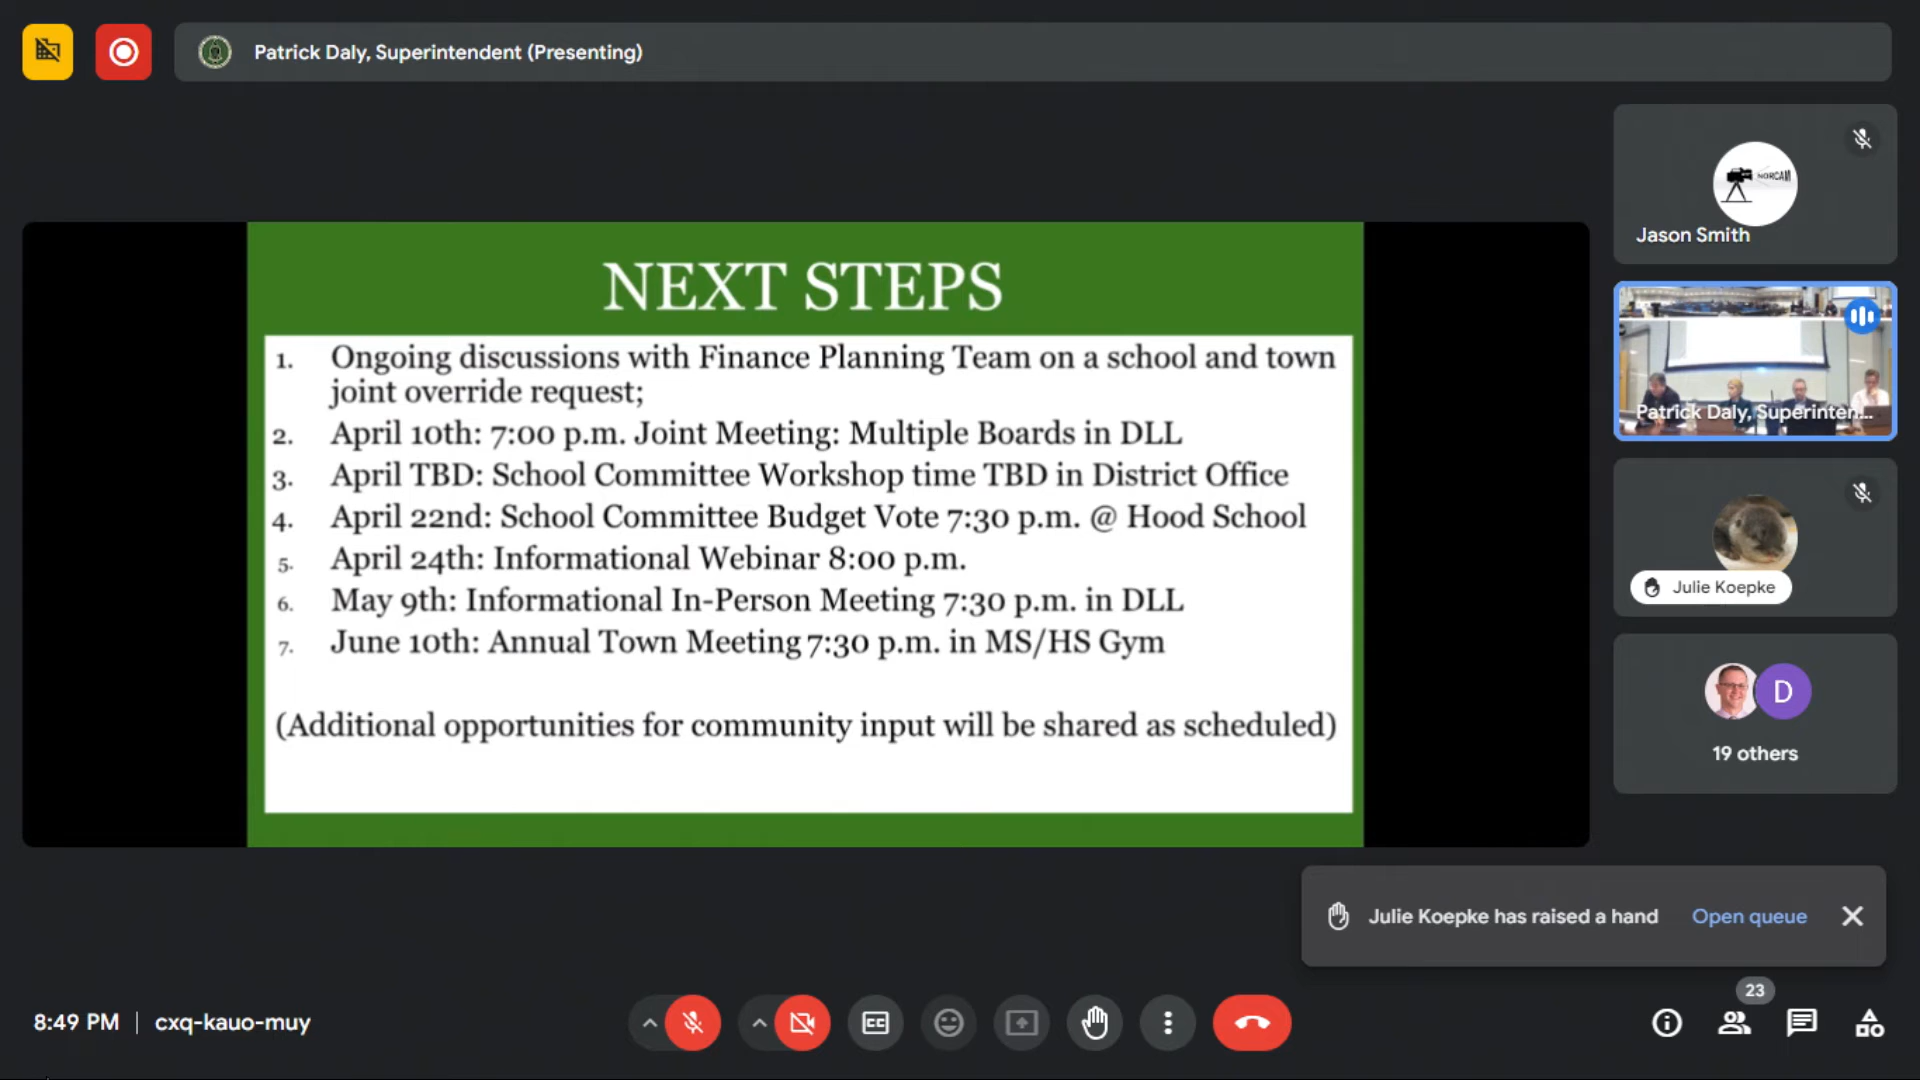 Patrick Daly, Superintendent (Presenting)
NORCAM
Jason Smith
NEXT STEPS
1. Ongoing discussions with Finance Planning Team on a school and town
joint override request;
2. April 10th: 7:00 p.m. Joint Meeting: Multiple Boards in DLL
3. April TBD: School Committee Workshop time TBD in District Office
4. April 22nd: School Committee Budget Vote 7:30 p.m. @ Hood School
5. April 24th: Informational Webinar 8:00 p.m.
6. May 9th: Informational In-Person Meeting 7:30 p.m. in DLL
7. June 10th: Annual Town Meeting 7:30 p.m. in MS/HS Gym
(Additional opportunities for community input will be shared as scheduled)
Patrick Daly, Superinten...
Julie Koepke
D
19 others
Julie Koepke has raised a hand Open queue
8:49 PM | cxq-kauo-muy
CC
23